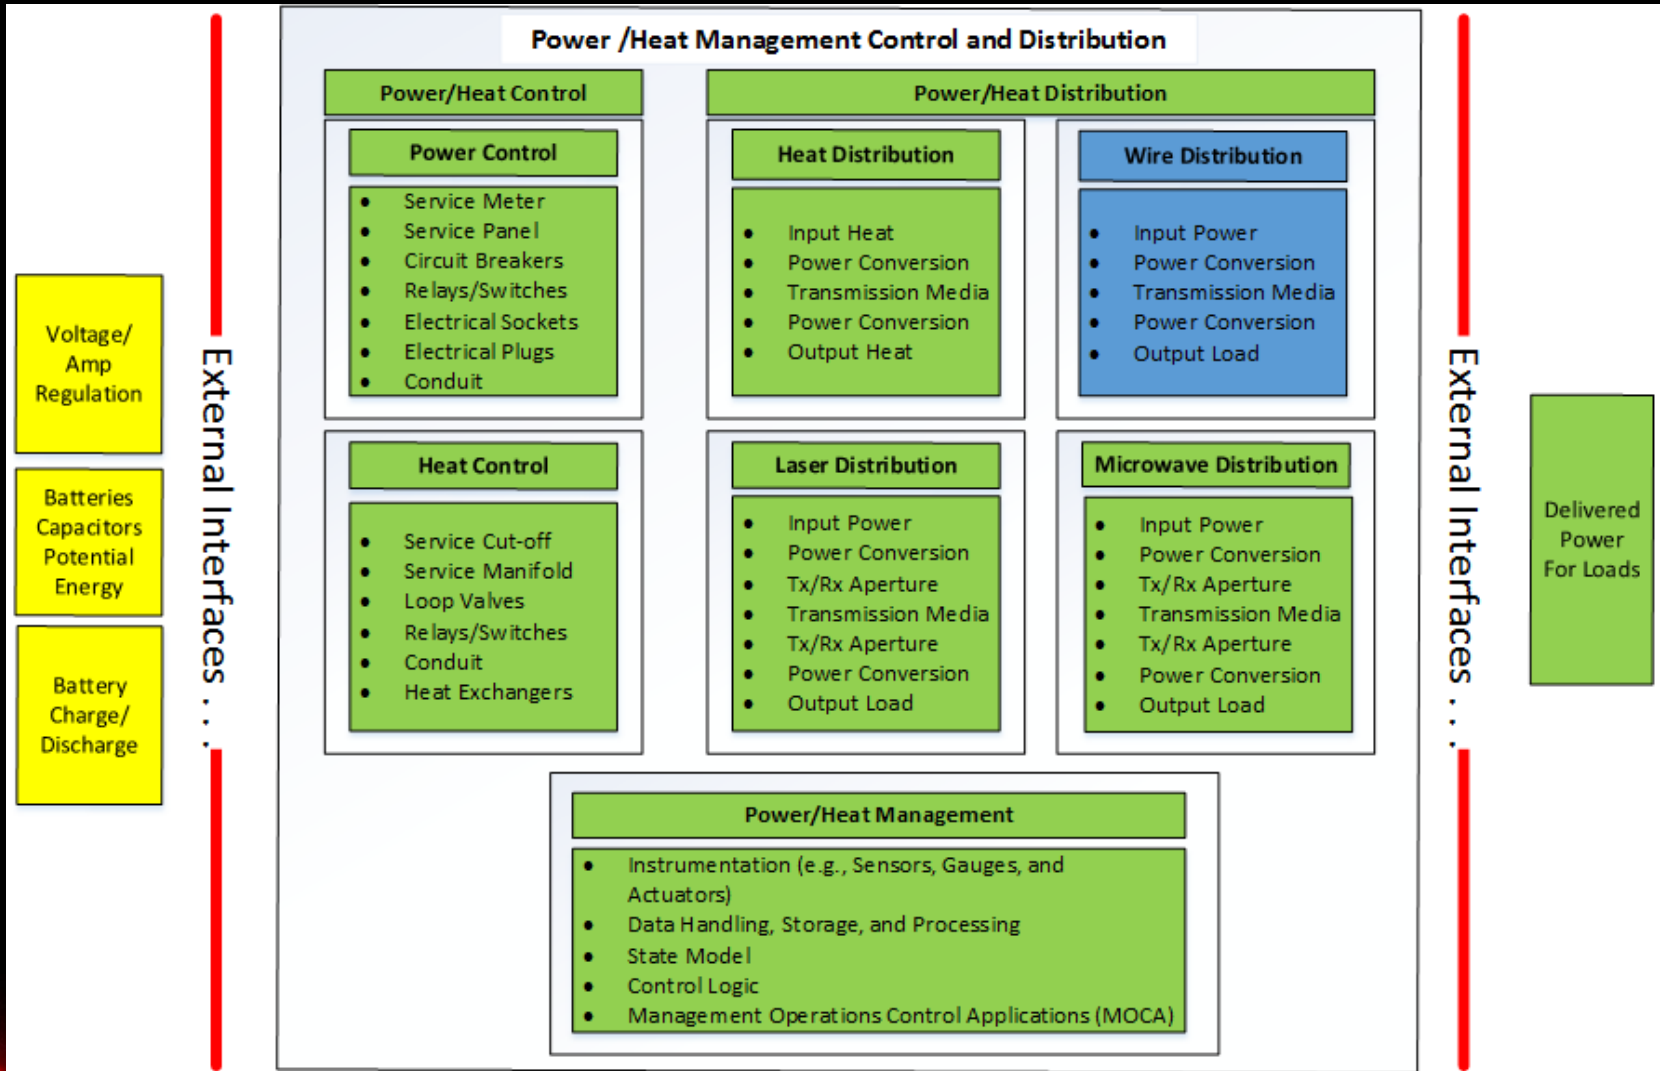 Power /Heat Management Control and Distribution
Power/Heat Control
Power Control
• Service Meter
• Service Panel
• Circuit Breakers
• Relays/Switches
• Electrical Sockets
• Electrical Plugs
• Conduit
Heat Control
• Service Cut-off
• Service Manifold
• Loop Valves
• Relays/Switches
• Conduit
• Heat Exchangers
Power/Heat Distribution
Heat Distribution
• Input Heat
• Power Conversion
• Transmission Media
• Power Conversion
• Output Heat
Wire Distribution
• Input Power
• Power Conversion
• Transmission Media
• Power Conversion
• Output Load
Laser Distribution
• Input Power
• Power Conversion
• Tx/Rx Aperture
• Transmission Media
• Tx/Rx Aperture
• Power Conversion
• Output Load
Microwave Distribution
• Input Power
• Power Conversion
• Tx/Rx Aperture
• Transmission Media
• Tx/Rx Aperture
• Power Conversion
• Output Load
Power/Heat Management
• Instrumentation (e.g., Sensors, Gauges, and
Actuators)
• Data Handling, Storage, and Processing
• State Model
• Control Logic
• Management Operations Control Applications (MOCA)
Voltage/
Amp
Regulation
Batteries
Capacitors
Potential
Energy
Battery
Charge/
Discharge
External Interfaces . . .
External Interfaces . . .
Delivered
Power
For Loads